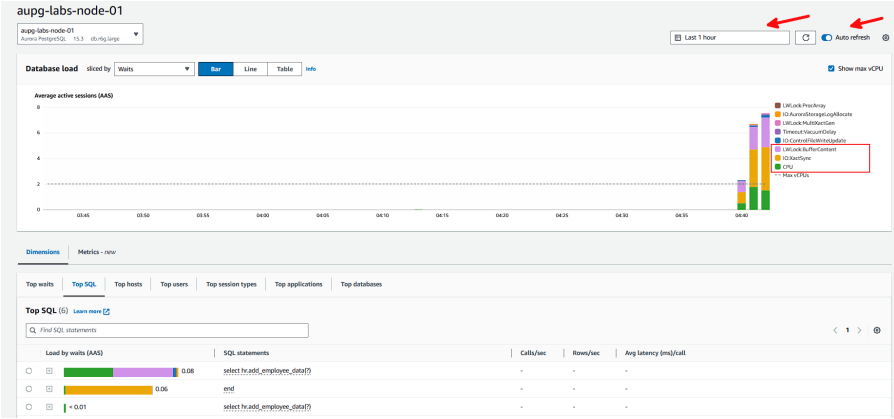 aupg-labs-node-01
aupg-labs-node-01
Aurora PostgreSQL 15.3 db.r6g.large
Last 1 hour
Auto refresh
Database load sliced by Waits Bar Line Table Info
Show max vCPU
Average active sessions (AAS)
8
6
4
2
0
03:45 03:50 03:55 04:00 04:05 04:10 04:15 04:20 04:25 04:30 04:35 04:40
LWLock:ProcArray
IO:AuroraStorageLogAllocate
LWLock:MultiXactGen
Timeout:VacuumDelay
IO:ControlFileWriteUpdate
LWLock:BufferContent
IO:XactSync
CPU
Max vCPUs
Dimensions Metrics - new
Top waits Top SQL Top hosts Top users Top session types Top applications Top databases
Top SQL (6) Learn more
Find SQL statements
1
Load by waits (AAS) SQL statements Calls/sec Rows/sec Avg latency (ms)/call
0.08 select hr.add_employee_data(?) - - -
0.06 end - - -
< 0.01 select hr.add_employee_data(?) - - -